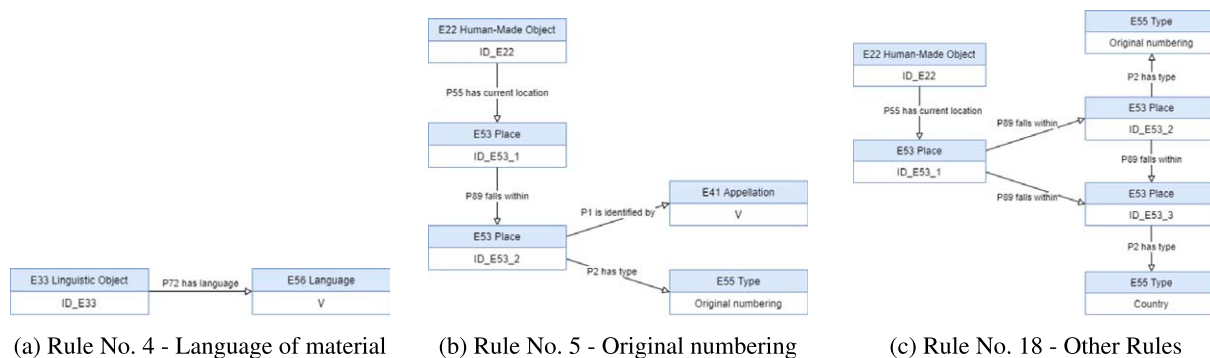 E33 Linguistic Object
ID_E33
P72 has language
E56 Language
V
(a) Rule No. 4 - Language of material
E22 Human-Made Object
ID_E22
P55 has current location
E53 Place
ID_E53_1
P89 falls within
E53 Place
ID_E53_2
P1 is identified by
E41 Appellation
V
P2 has type
E55 Type
Original numbering
(b) Rule No. 5 - Original numbering
E55 Type
Original numbering
E22 Human-Made Object
ID_E22
P2 has type
P55 has current location
P89 falls within
E53 Place
ID_E53_2
E53 Place
ID_E53_1
P89 falls within
P89 falls within
E53 Place
ID_E53_3
P2 has type
E55 Type
Country
(c) Rule No. 18 - Other Rules